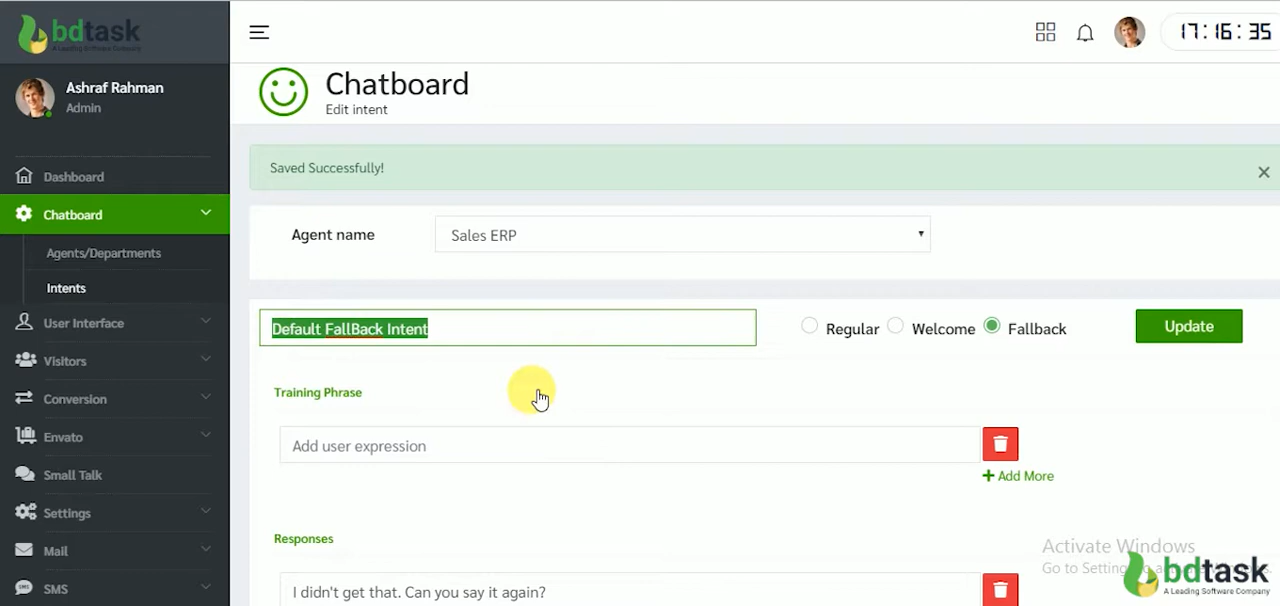 bdtask
A Leading Software Company
17:16:35
Ashraf Rahman
Admin
Chatboard
Edit intent
Saved Successfully!
Dashboard
Chatboard
Agents/Departments
Intents
User Interface
Visitors
Conversion
Envato
Small Talk
Settings
Mail
SMS
Agent name
Sales ERP
Default FallBack Intent
Regular
Welcome
Fallback
Update
Training Phrase
Add user expression
Add More
Responses
I didn't get that. Can you say it again?
Activate Windows
Go to Setting
bdtask
A Leading Software Company